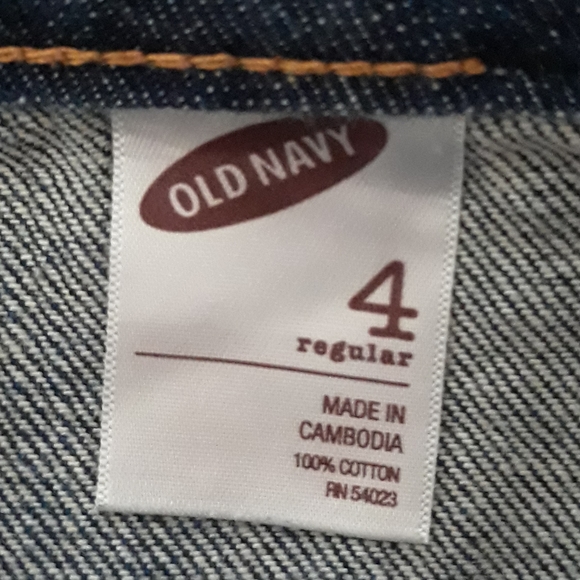 OLD NAVY
4
regular
MADE IN
CAMBODIA
100% COTTON
RN 54023